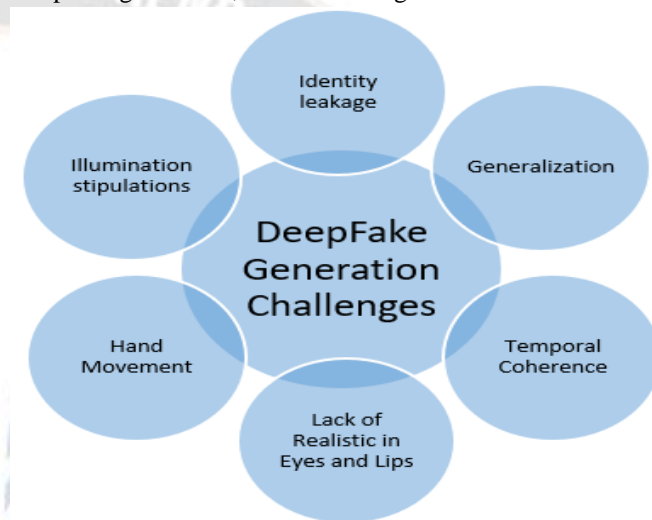 Identity
leakage
Illumination
stipulations
Generalization
DeepFake
Generation
Challenges
Hand
Movement
Temporal
Coherence
Lack of
Realistic in
Eyes and Lips